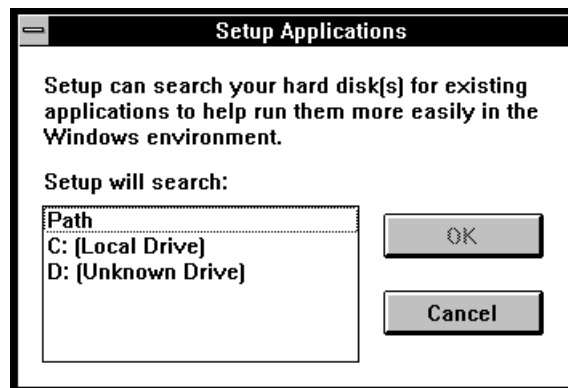 Setup Applications
Setup can search your hard disk(s) for existing
applications to help run them more easily in the
Windows environment.
Setup will search:
Path
C: (Local Drive)
D: (Unknown Drive)
OK
Cancel